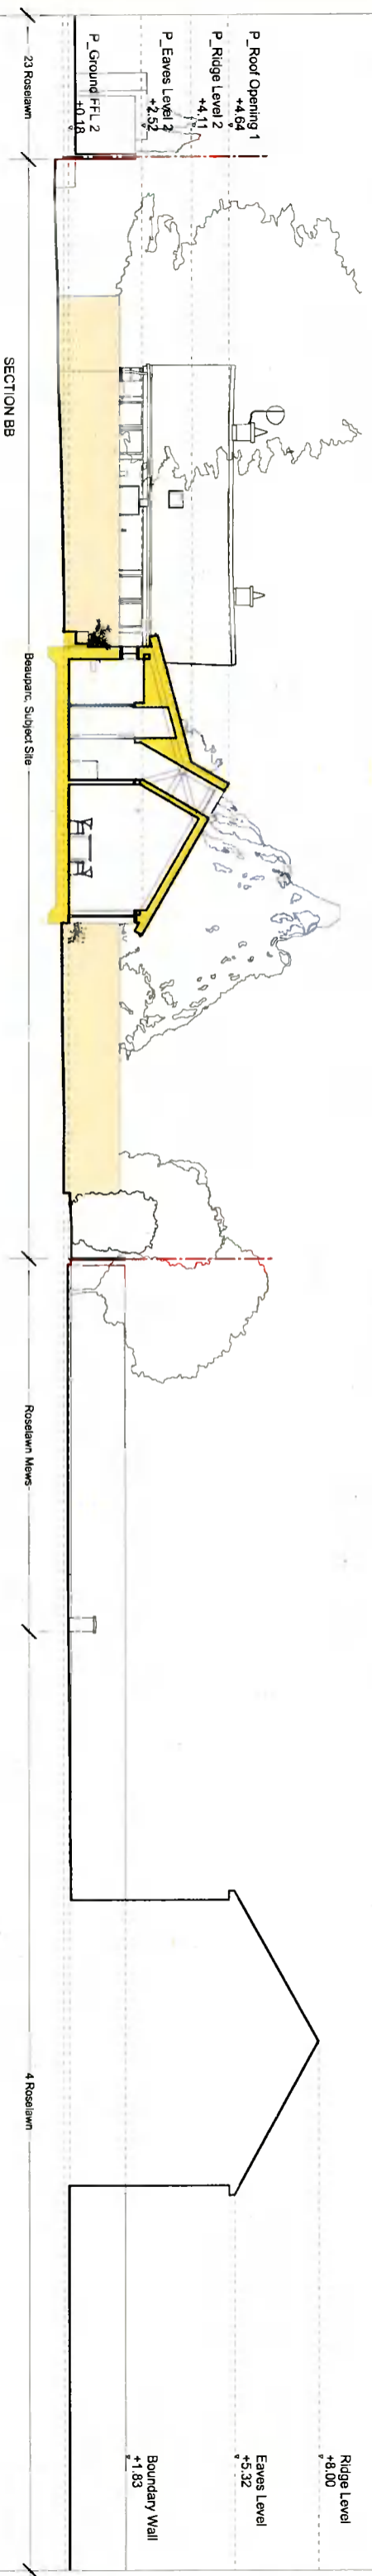 P_Roof Opening 1
+4.64
P_Ridge Level 2
+4.11
P_Eaves Level 2
+2.52
P_Ground FFL 2
+0.18
Ridge Level
+8.00
Eaves Level
+5.32
Boundary Wall
+1.83
23 Roselawn
Beauparc, Subject Site
Roselawn Mews
4 Roselawn
SECTION BB